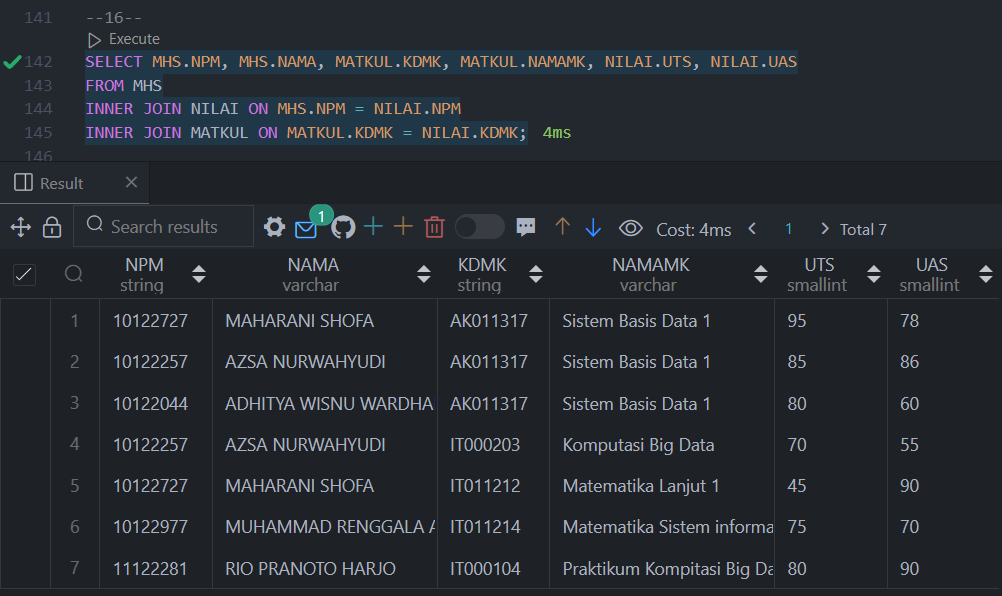 141 --16--
Execute
142 SELECT MHS.NPM, MHS.NAMA, MATKUL.KDMK, MATKUL.NAMAMK, NILAI.UTS, NILAI.UAS
143 FROM MHS
144 INNER JOIN NILAI ON MHS.NPM = NILAI.NPM
145 INNER JOIN MATKUL ON MATKUL.KDMK = NILAI.KDMK; 4ms
146
Result
Search results 1 Cost: 4ms 1 Total 7
NPM NAMA KDMK NAMAMK UTS UAS
string varchar string varchar smallint smallint
1 10122727 MAHARANI SHOFA AK011317 Sistem Basis Data 1 95 78
2 10122257 AZSA NURWAHYUDI AK011317 Sistem Basis Data 1 85 86
3 10122044 ADHITYA WISNU WARDHA AK011317 Sistem Basis Data 1 80 60
4 10122257 AZSA NURWAHYUDI IT000203 Komputasi Big Data 70 55
5 10122727 MAHARANI SHOFA IT011212 Matematika Lanjut 1 45 90
6 10122977 MUHAMMAD RENGGALA A IT011214 Matematika Sistem informa 75 70
7 11122281 RIO PRANOTO HARJO IT000104 Praktikum Kompitasi Big Da 80 90